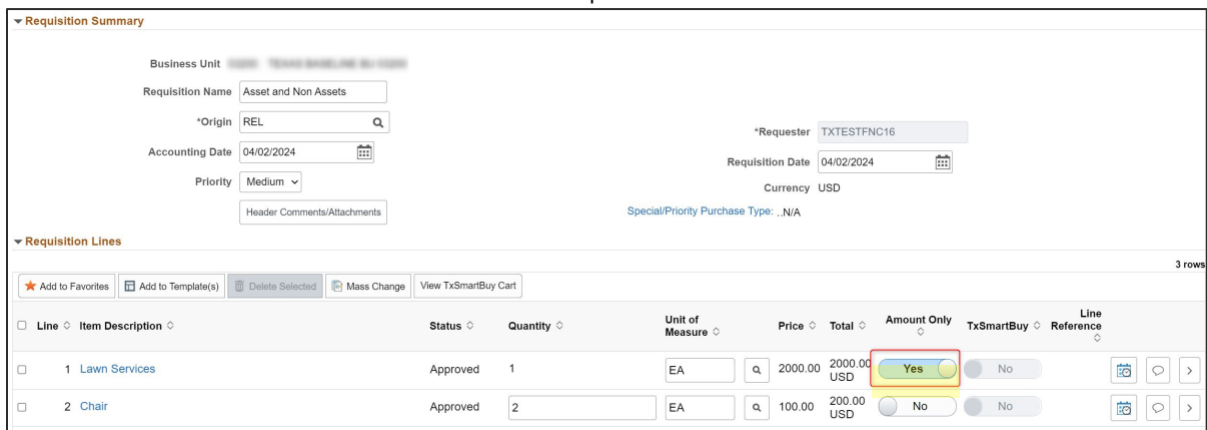 Requisition Summary
Business Unit
Requisition Name Asset and Non Assets
*Origin REL
*Requester TXTESTFNC16
Accounting Date 04/02/2024
Requisition Date 04/02/2024
Priority Medium
Currency USD
Header Comments/Attachments
Special/Priority Purchase Type: ..N/A
Requisition Lines
3 rows
Add to Favorites Add to Template(s) Delete Selected Mass Change View TxSmartBuy Cart
Line Item Description Status Quantity Unit of Measure Price Total Amount Only TxSmartBuy Line Reference
1 Lawn Services Approved 1 EA 2000.00 2000.00 USD Yes No
2 Chair Approved 2 EA 100.00 200.00 USD No No